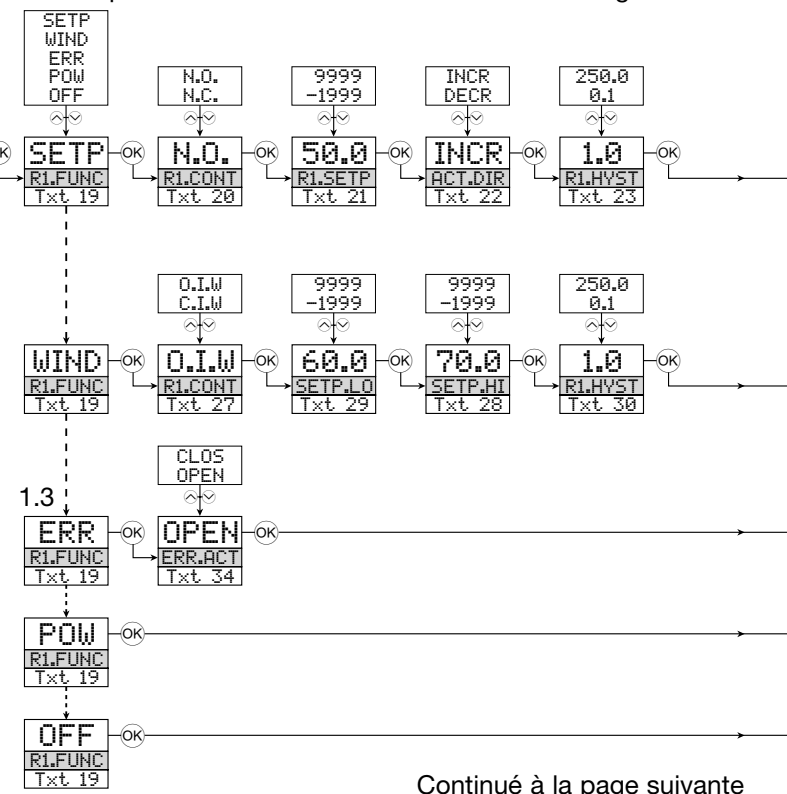 SETP
WIND
ERR
POW
OFF
N.O.
N.C.
9999
-1999
INCR
DECR
250.0
0.1
SETP
OK
N.O.
OK
50.0
OK
INCR
OK
1.0
OK
R1.FUNC
R1.CONT
R1.SETP
ACT.DIR
R1.HYST
Txt 19
Txt 20
Txt 21
Txt 22
Txt 23
O.I.W
C.I.W
9999
-1999
9999
-1999
250.0
0.1
WIND
OK
O.I.W
OK
60.0
OK
70.0
OK
1.0
OK
R1.FUNC
R1.CONT
SETP.LO
SETP.HI
R1.HYST
Txt 19
Txt 27
Txt 29
Txt 28
Txt 30
CLOS
OPEN
1.3
ERR
OK
OPEN
OK
R1.FUNC
ERR.ACT
Txt 19
Txt 34
POW
OK
R1.FUNC
Txt 19
OFF
OK
R1.FUNC
Txt 19
Continué à la page suivante